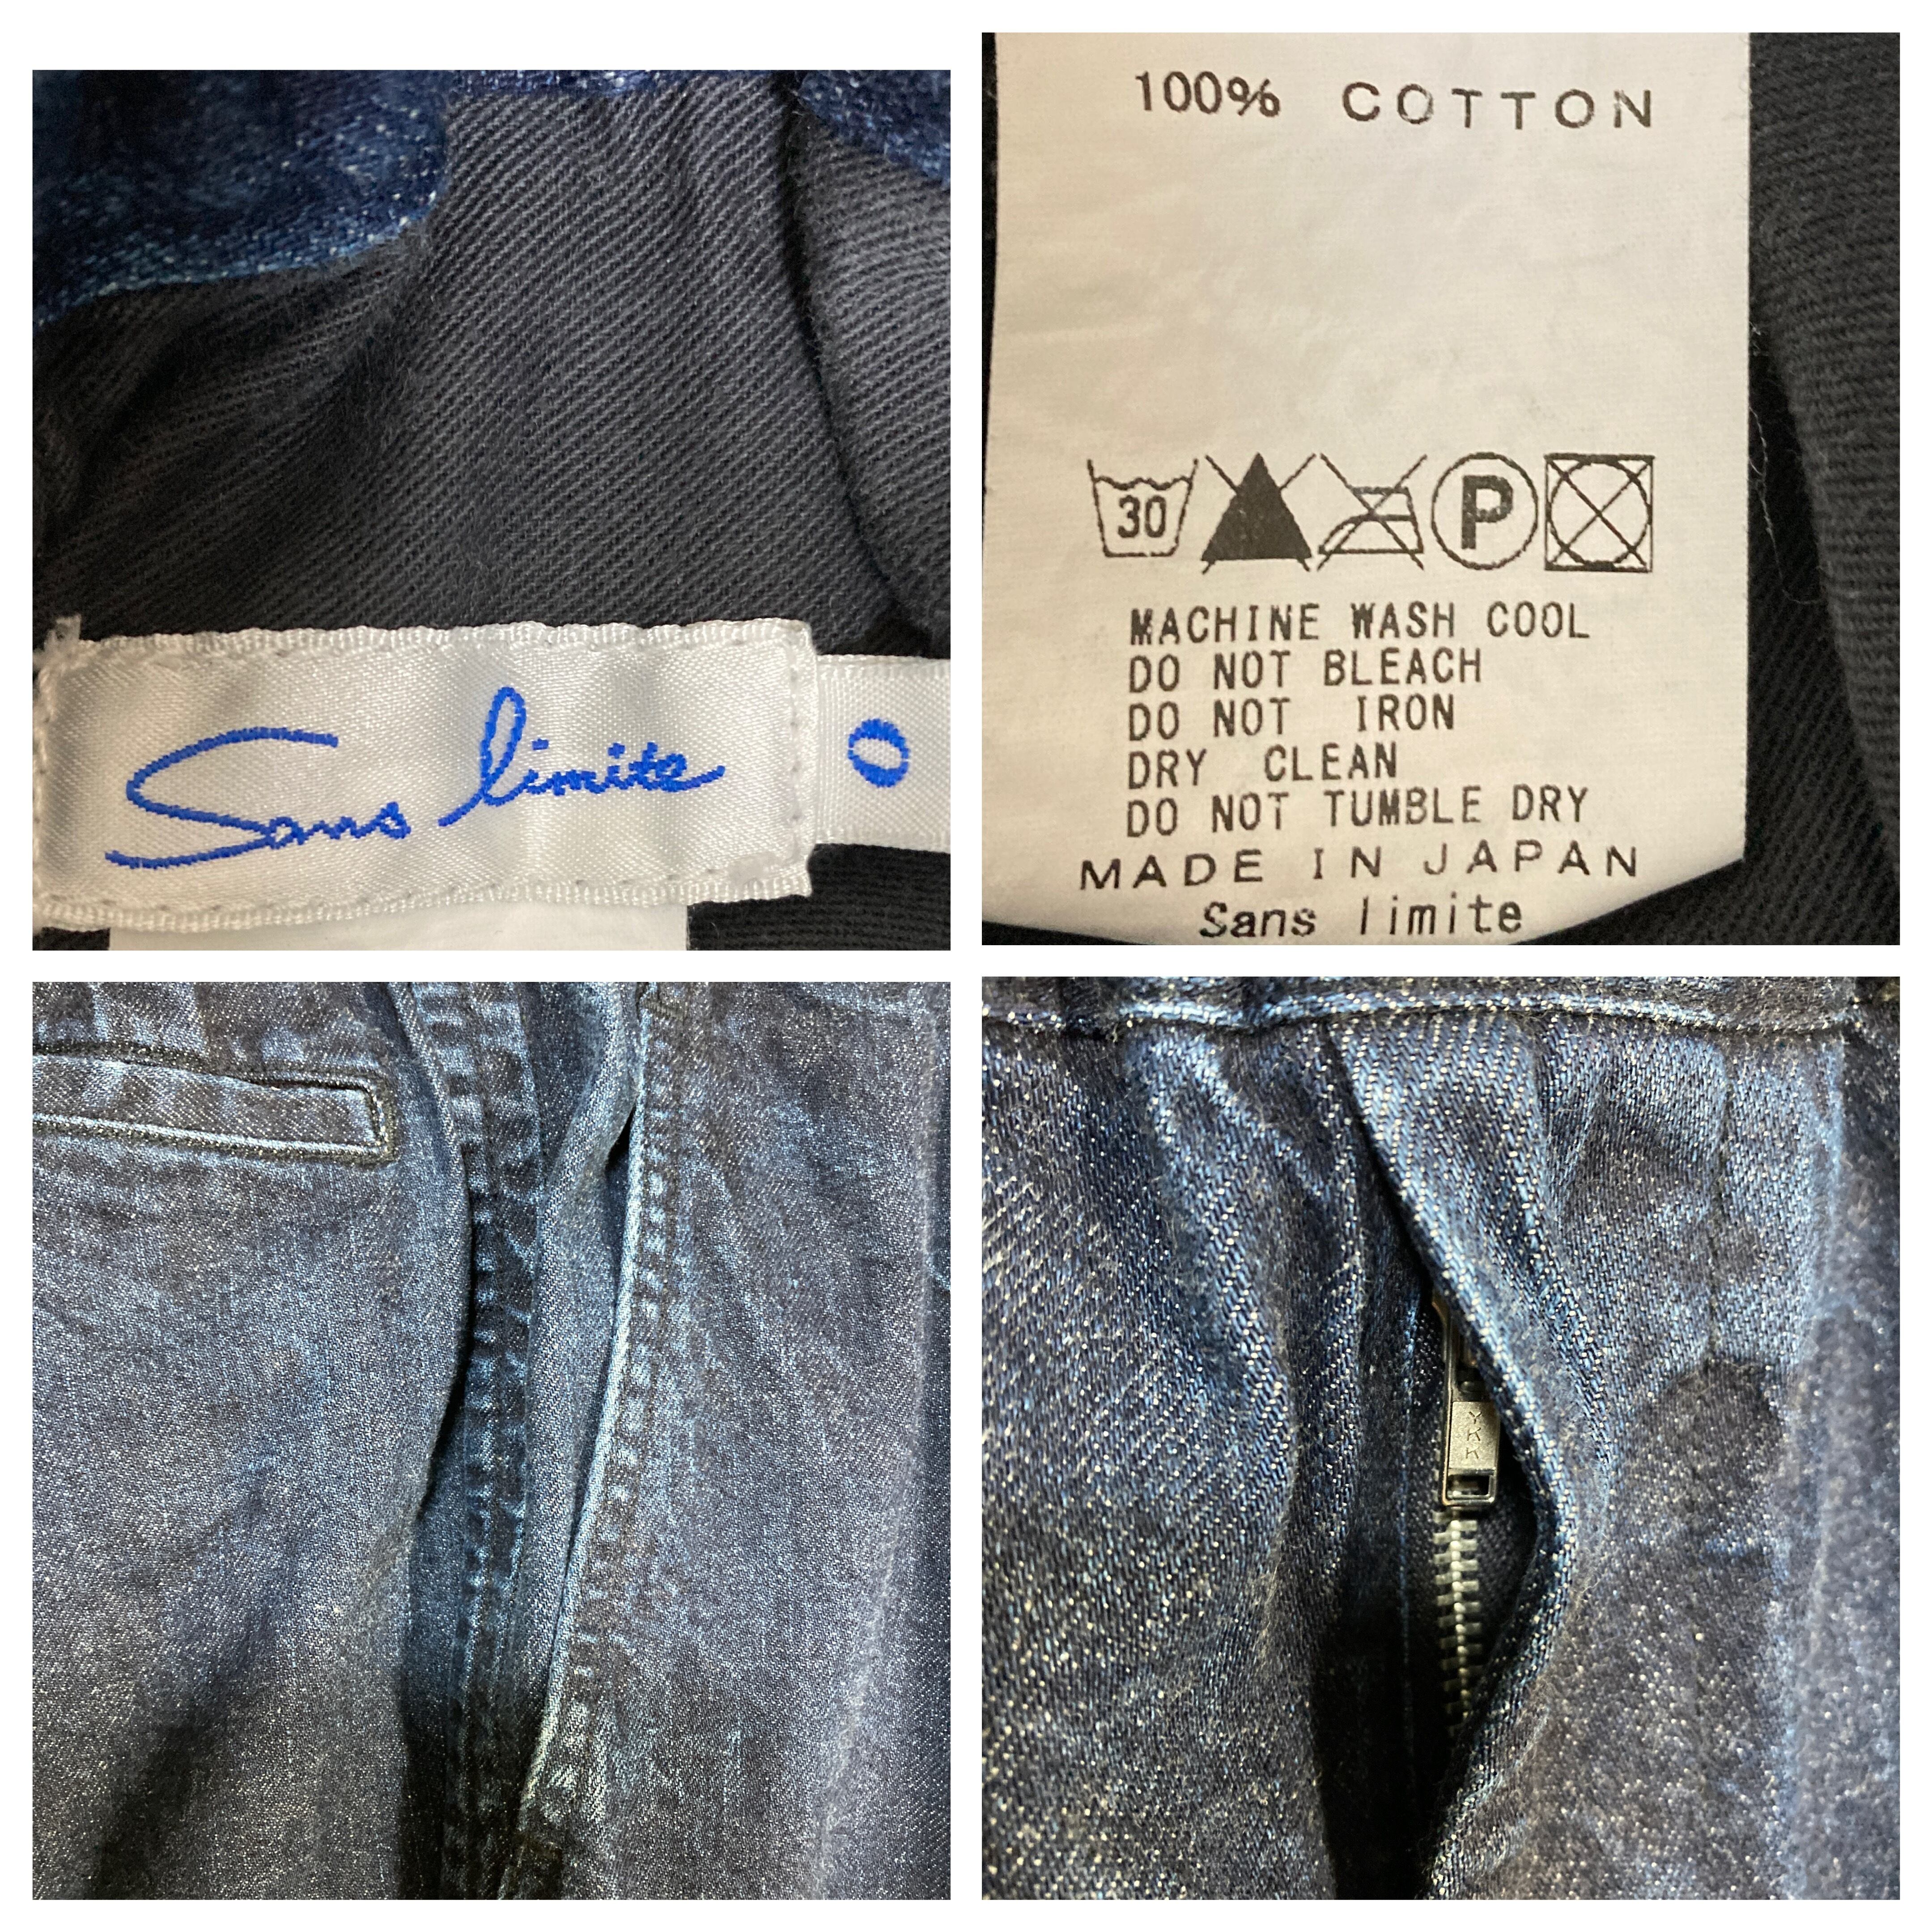 Sans limite
0
100% COTTON
30
P
MACHINE WASH COOL
DO NOT BLEACH
DO NOT IRON
DRY CLEAN
DO NOT TUMBLE DRY
MADE IN JAPAN
Sans limite
YKK